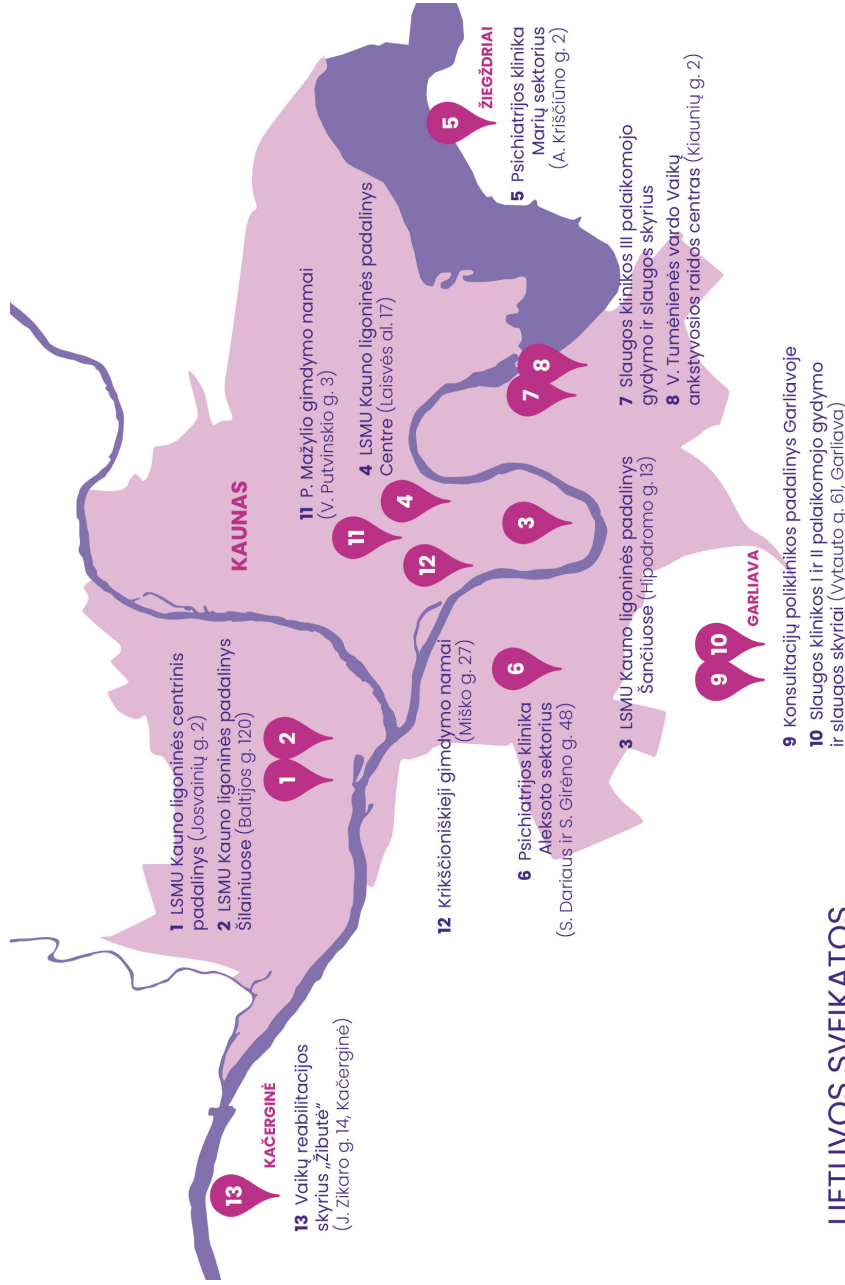 13
KAČERGINĖ
13 Vaikų reabilitacijos
skyrius „Žibutė“
(J. Zikaro g. 14, Kačerginė)
1 LSMU Kauno ligoninės centrinis
padalinys (Josvainių g. 2)
2 LSMU Kauno ligoninės padalinys
Šilainiuose (Baltijos g. 120)
1
2
KAUNAS
11 P. Mažylio gimdymo namai
(V. Putvinskio g. 3)
4 LSMU Kauno ligoninės padalinys
Centre (Laisvės al. 17)
11
4
12
3
12 Krikščioniškieji gimdymo namai
(Miško g. 27)
6
6 Psichiatrijos klinika
Aleksoto sektorius
(S. Dariaus ir S. Girėno g. 48)
3 LSMU Kauno ligoninės padalinys
Šančiuose (Hipodromo g. 13)
5
ŽIEGŽDRIAI
5 Psichiatrijos klinika
Marių sektorius
(A. Kriščiūno g. 2)
7
8
7 Slaugos klinikos III palaikomojo
gydymo ir slaugos skyrius
8 V. Tumėnienės vardo Vaikų
ankstyvosios raidos centras (Kiaunių g. 2)
9
10
GARLIAVA
9 Konsultacijų poliklinikos padalinys Garliavoje
10 Slaugos klinikos I ir II palaikomojo gydymo
ir slaugos skyriai (Vytauto g. 61, Garliava)
LIETUVOS SVEIKATOS